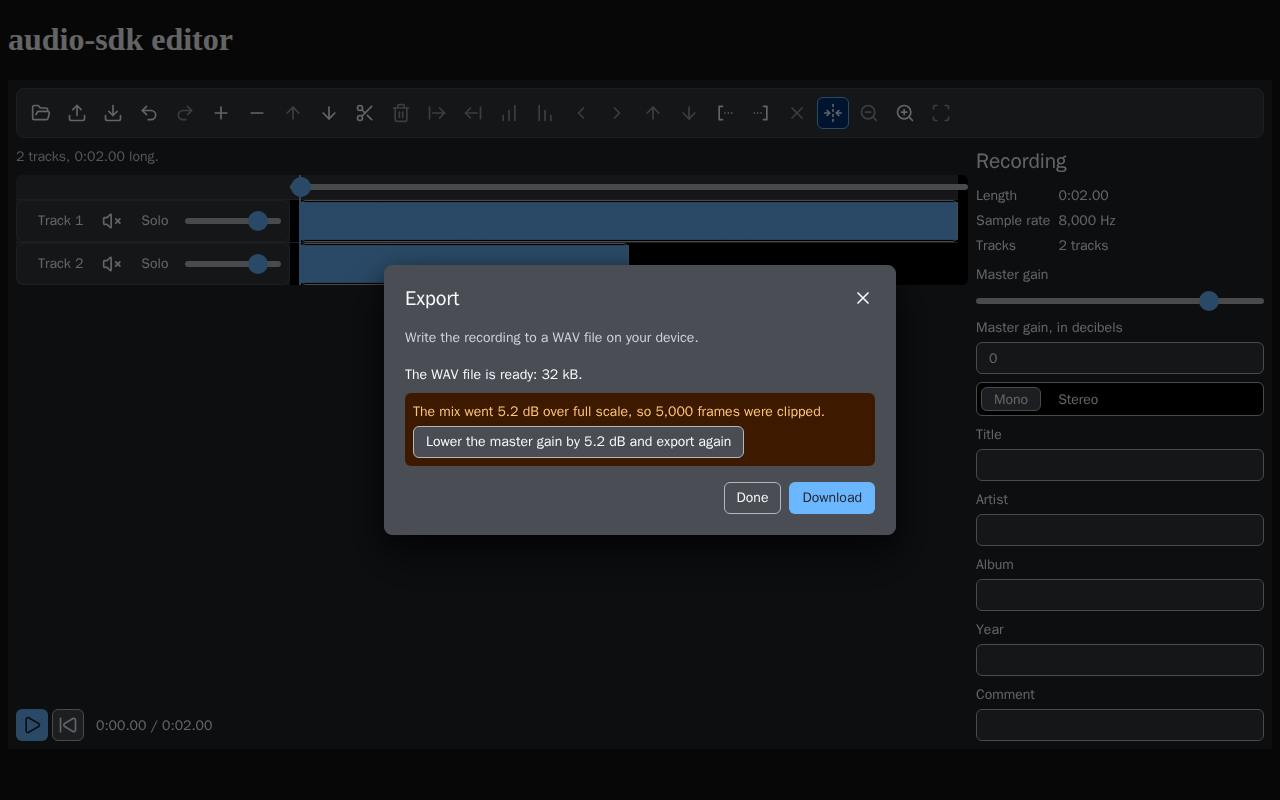 audio-sdk editor
2 tracks, 0:02.00 long.
Track 1 Solo
Track 2 Solo
Recording
Length 0:02.00
Sample rate 8,000 Hz
Tracks 2 tracks
Master gain
Master gain, in decibels
0
Mono Stereo
Title
Artist
Album
Year
Comment
Export
Write the recording to a WAV file on your device.
The WAV file is ready: 32 kB.
The mix went 5.2 dB over full scale, so 5,000 frames were clipped.
Lower the master gain by 5.2 dB and export again
Done Download
0:00.00 / 0:02.00